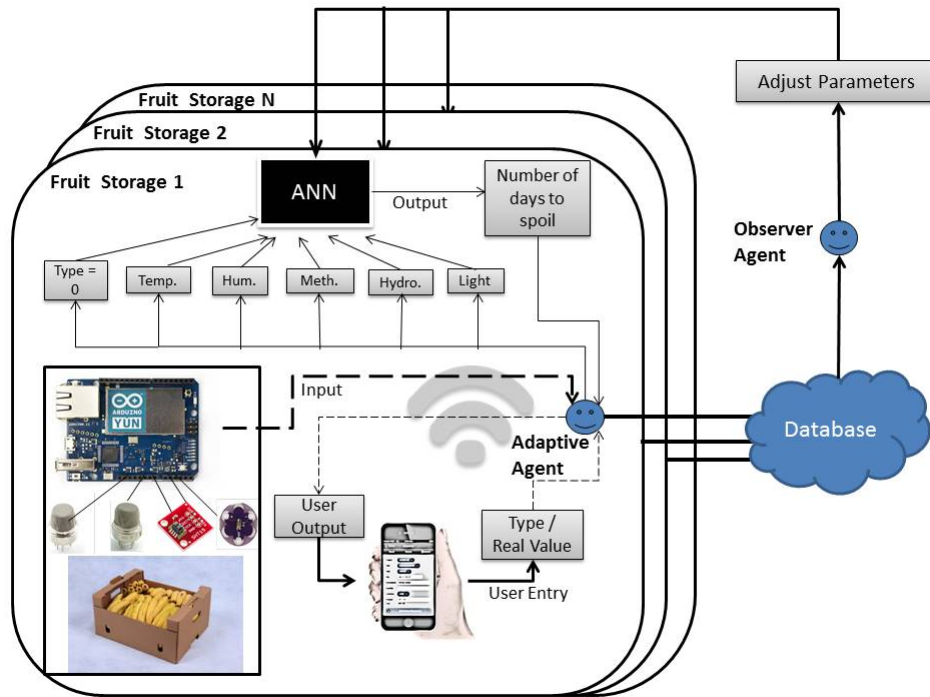 Adjust Parameters
Fruit Storage N
Fruit Storage 2
Fruit Storage 1
ANN
Output
Number of
days to
spoil
Observer
Agent
Type =
0
Temp.
Hum.
Meth.
Hydro.
Light
Input
ARDUINO
YUN
Adaptive
Agent
Database
User
Output
Type /
Real Value
User Entry